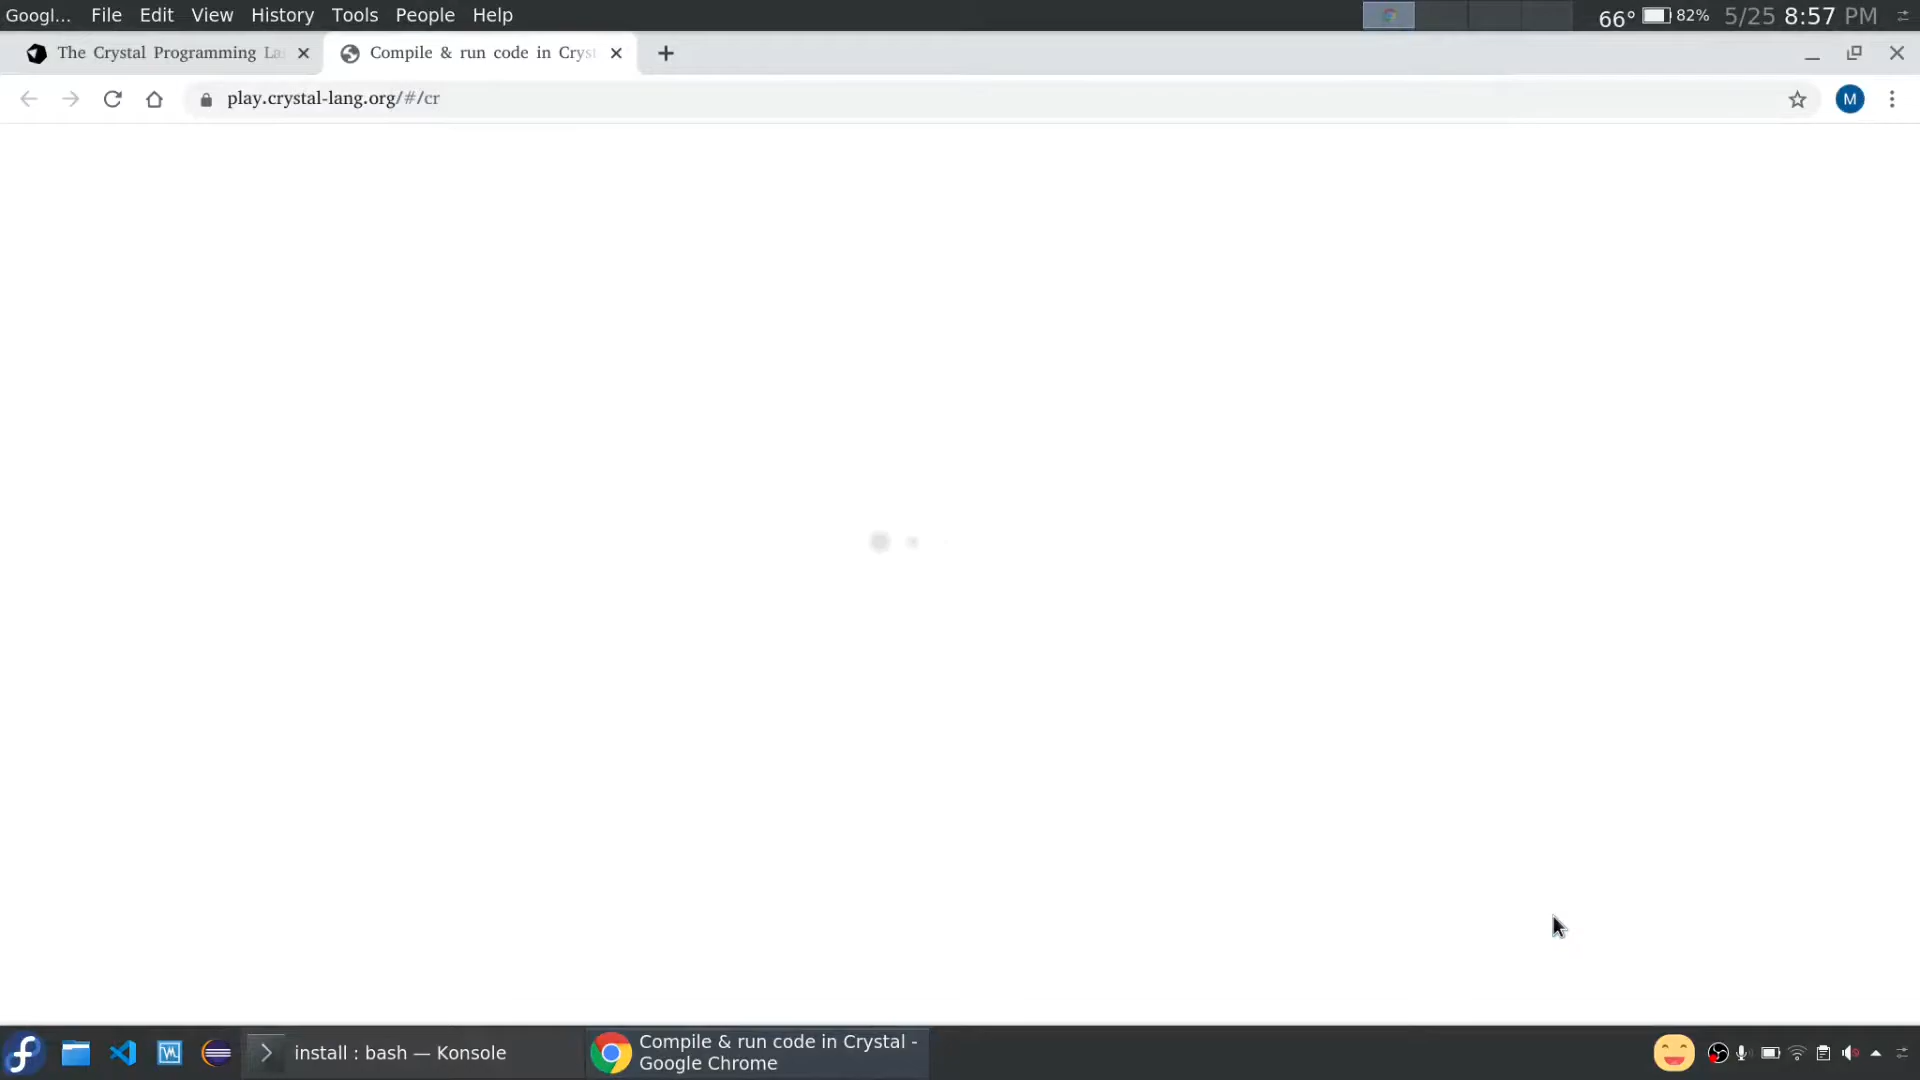 Googl... File Edit View History Tools People Help 66° 82% 5/25 8:57 PM
The Crystal Programming La Compile & run code in Cryst
play.crystal-lang.org/#/cr M
install : bash — Konsole
Compile & run code in Crystal -
Google Chrome